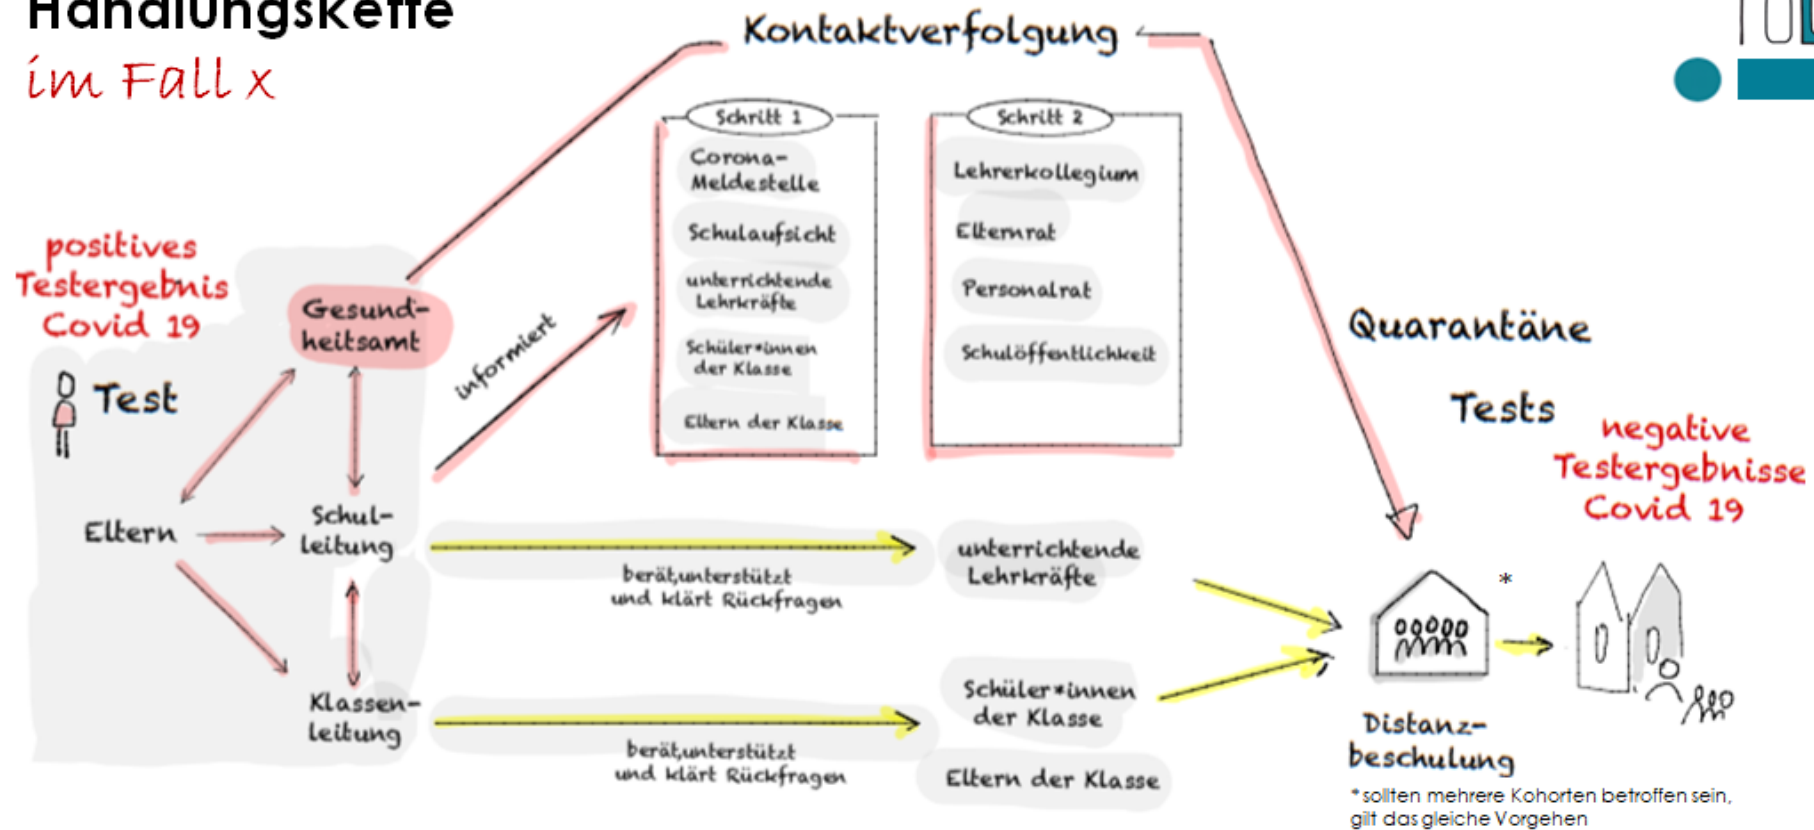 Handlungskette
im Fall x
Kontaktverfolgung
Schritt 1
Corona-
Meldestelle
Schulaufsicht
unterrichtende
Lehrkräfte
Schüler*innen
der Klasse
Eltern der Klasse
Schritt 2
Lehrerkollegium
Elternrat
Personalrat
Schulöffentlichkeit
positives
Testergebnis
Covid 19
Test
Gesund-
heitsamt
informiert
Eltern
Schul-
leitung
Klassen-
leitung
berät,unterstützt
und klärt Rückfragen
unterrichtende
Lehrkräfte
berät,unterstützt
und klärt Rückfragen
Schüler*innen
der Klasse
Eltern der Klasse
Quarantäne
Tests
negative
Testergebnisse
Covid 19
*
Distanz-
beschulung
*sollten mehrere Kohorten betroffen sein,
gilt das gleiche Vorgehen